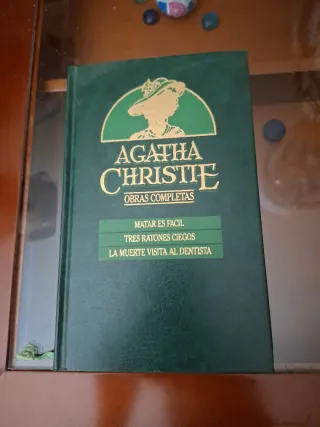 AGATHA
CHRISTIE
OBRAS COMPLETAS
MATAR ES FACIL
TRES RATONES CIEGOS
LA MUERTE VISITA AL DENTISTA